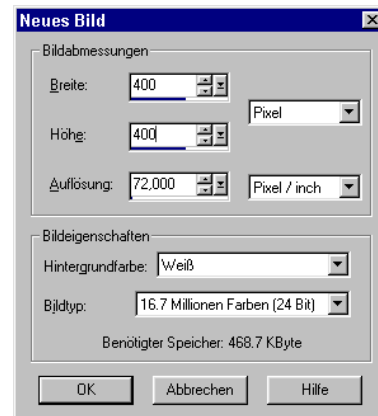 Neues Bild
Bildabmessungen
Breite: 400
Pixel
Höhe: 400
Auflösung: 72,000 Pixel / inch
Bildeigenschaften
Hintergrundfarbe: Weiß
Bildtyp: 16.7 Millionen Farben (24 Bit)
Benötigter Speicher: 468.7 KByte
OK Abbrechen Hilfe